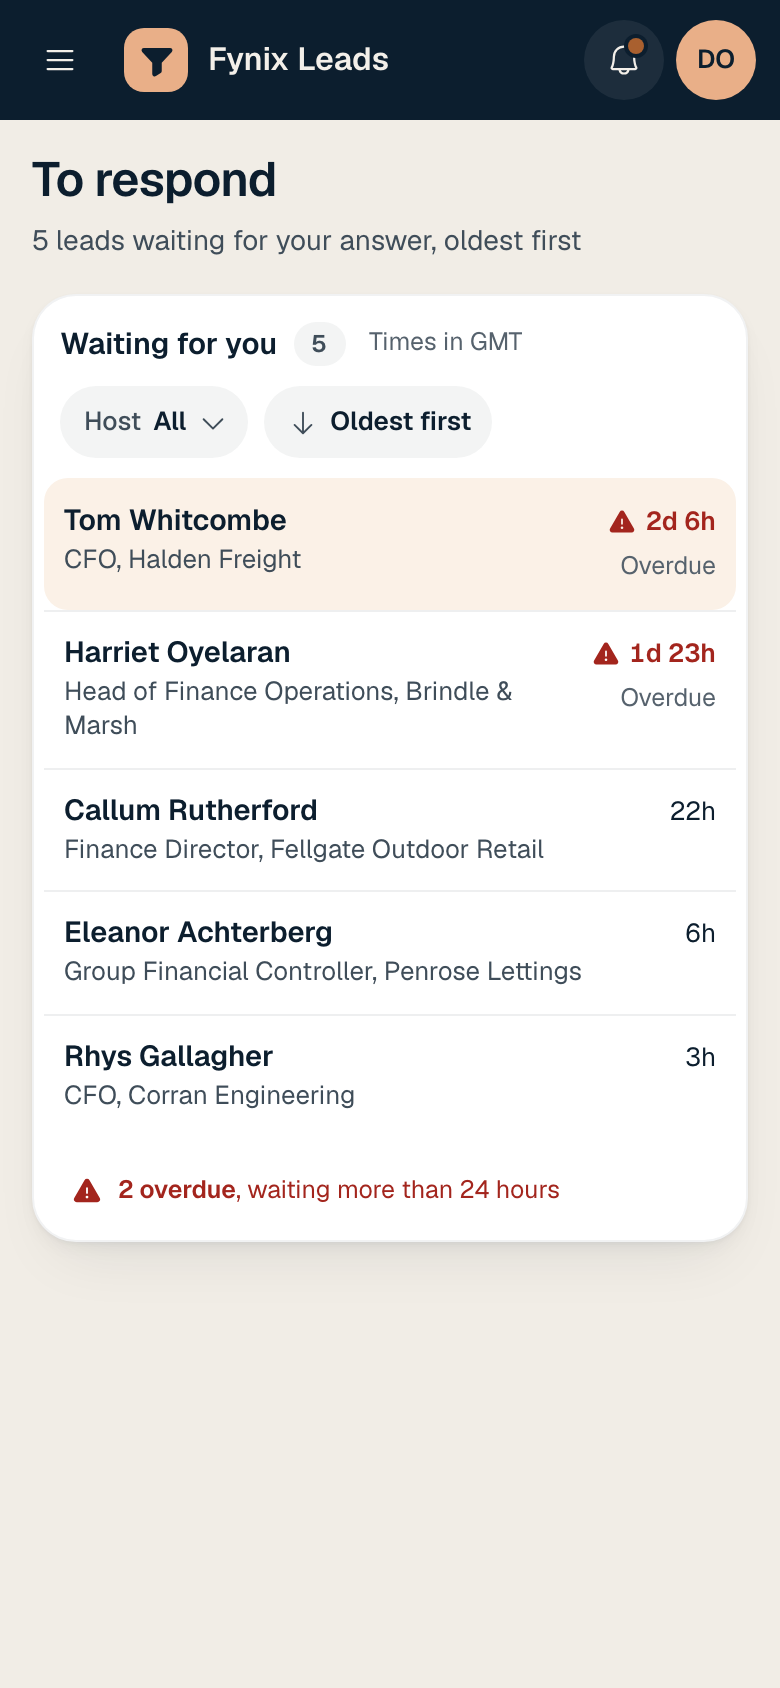 Fynix Leads
DO
To respond
5 leads waiting for your answer, oldest first
Waiting for you 5 Times in GMT
Host All Oldest first
Tom Whitcombe 2d 6h
CFO, Halden Freight Overdue
Harriet Oyelaran 1d 23h
Head of Finance Operations, Brindle & Overdue
Marsh
Callum Rutherford 22h
Finance Director, Fellgate Outdoor Retail
Eleanor Achterberg 6h
Group Financial Controller, Penrose Lettings
Rhys Gallagher 3h
CFO, Corran Engineering
2 overdue, waiting more than 24 hours